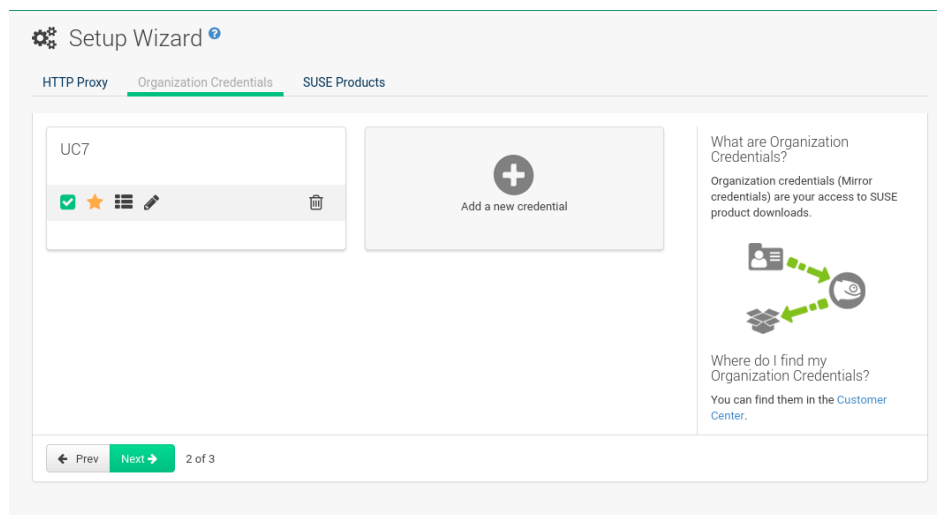 Setup Wizard ?
HTTP Proxy Organization Credentials SUSE Products
UC7
Add a new credential
What are Organization
Credentials?
Organization credentials (Mirror
credentials) are your access to SUSE
product downloads.
Where do I find my
Organization Credentials?
You can find them in the Customer
Center.
Prev Next 2 of 3